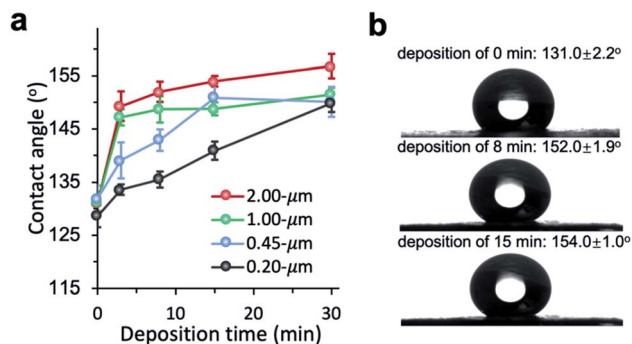 a
Contact angle (°)
155
145
135
125
115
0
10
20
30
Deposition time (min)
2.00-μm
1.00-μm
0.45-μm
0.20-μm
b
deposition of 0 min: 131.0±2.2°
deposition of 8 min: 152.0±1.9°
deposition of 15 min: 154.0±1.0°